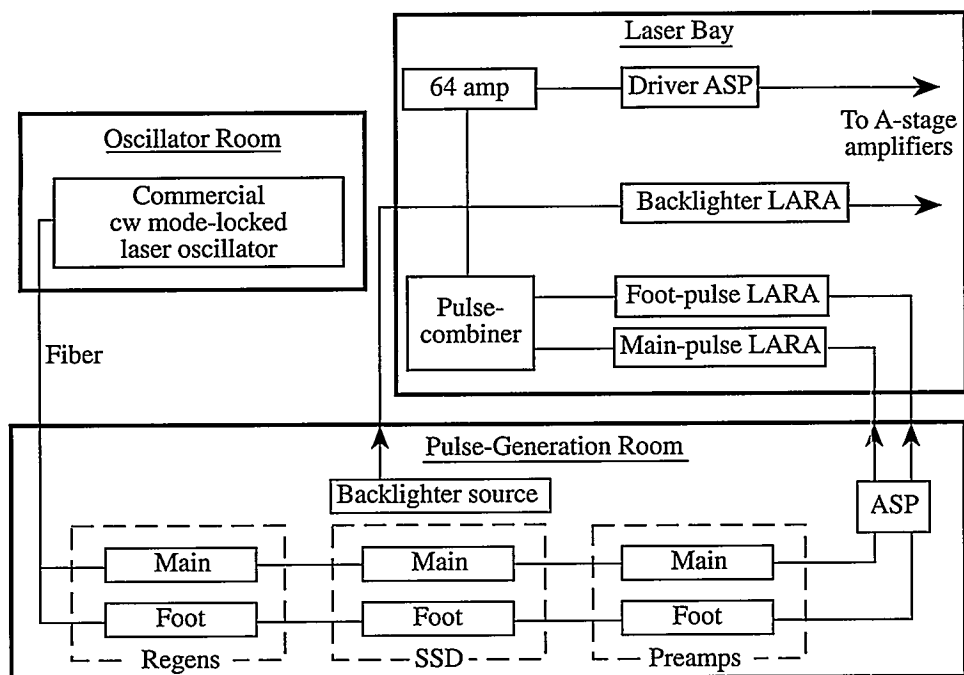 Laser Bay
64 amp
Driver ASP
To A-stage
amplifiers
Oscillator Room
Commercial
cw mode-locked
laser oscillator
Backlighter LARA
Fiber
Pulse-
combiner
Foot-pulse LARA
Main-pulse LARA
Pulse-Generation Room
Backlighter source
ASP
Main
Main
Main
Foot
Foot
Foot
Regens
SSD
Preamps